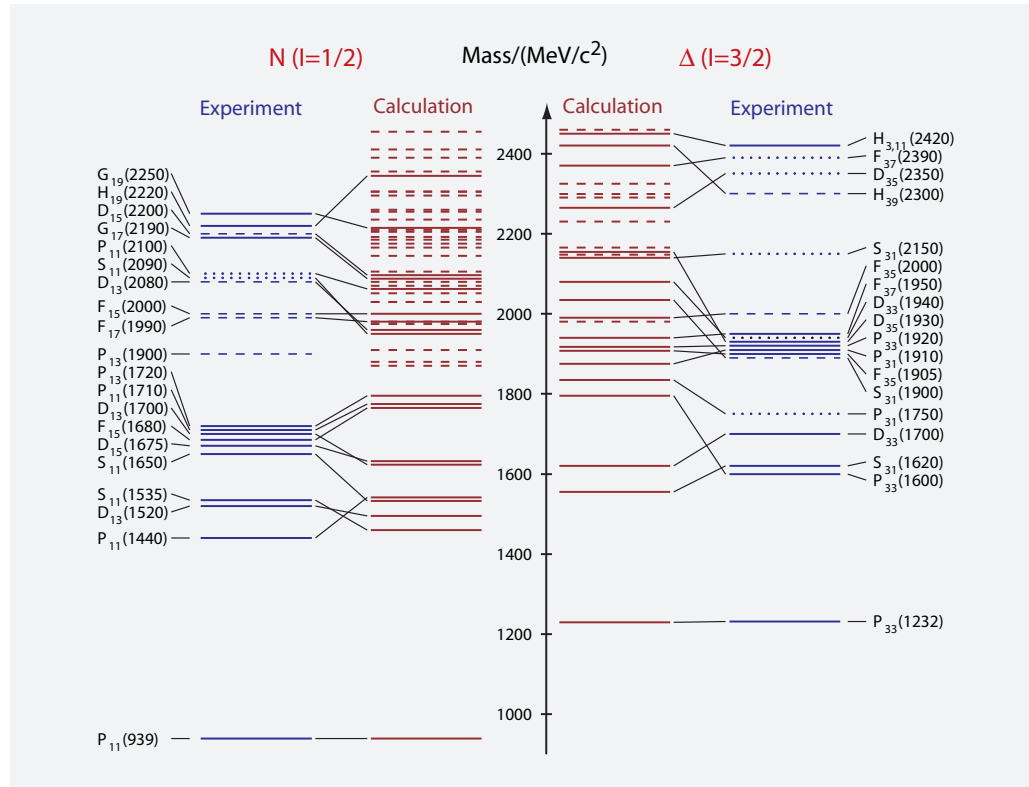 N (I=1/2) Mass/(MeV/c²) Δ (I=3/2)
Experiment Calculation Calculation Experiment
G₁₉(2250)
H₁₉(2220)
D₁₅(2200)
G₁₇(2190)
P₁₁(2100)
S₁₁(2090)
D₁₃(2080)
F₁₅(2000)
F₁₇(1990)
P₁₃(1900)
P₁₃(1720)
P₁₁(1710)
D₁₃(1700)
F₁₅(1680)
D₁₅(1675)
S₁₁(1650)
S₁₁(1535)
D₁₃(1520)
P₁₁(1440)
P₁₁(939)
2400
2200
2000
1800
1600
1400
1200
1000
H₃,₁₁(2420)
F₃₇(2390)
D₃₅(2350)
H₃₉(2300)
S₃₁(2150)
F₃₅(2000)
F₃₇(1950)
D₃₃(1940)
D₃₅(1930)
P₃₃(1920)
P₃₁(1910)
F₃₅(1905)
S₃₁(1900)
P₃₁(1750)
D₃₃(1700)
S₃₁(1620)
P₃₃(1600)
P₃₃(1232)